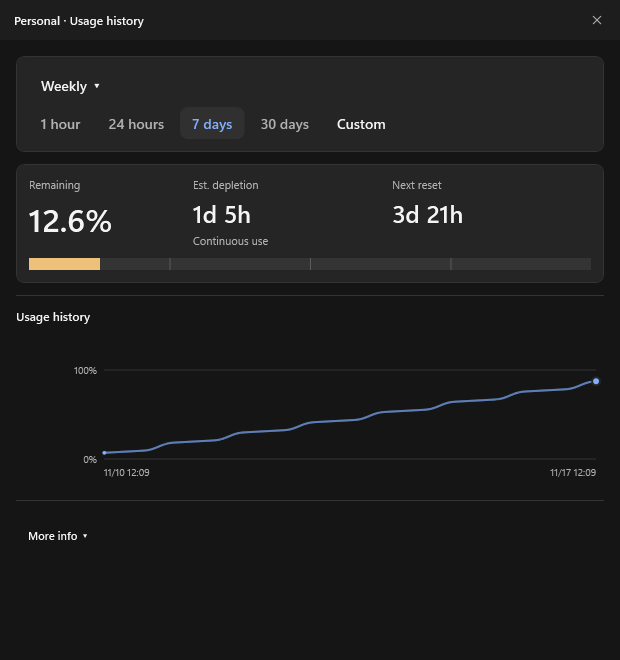 Personal · Usage history
Weekly
1 hour 24 hours 7 days 30 days Custom
Remaining Est. depletion Next reset
12.6% 1d 5h 3d 21h
Continuous use
Usage history
100%
0%
11/10 12:09 11/17 12:09
More info